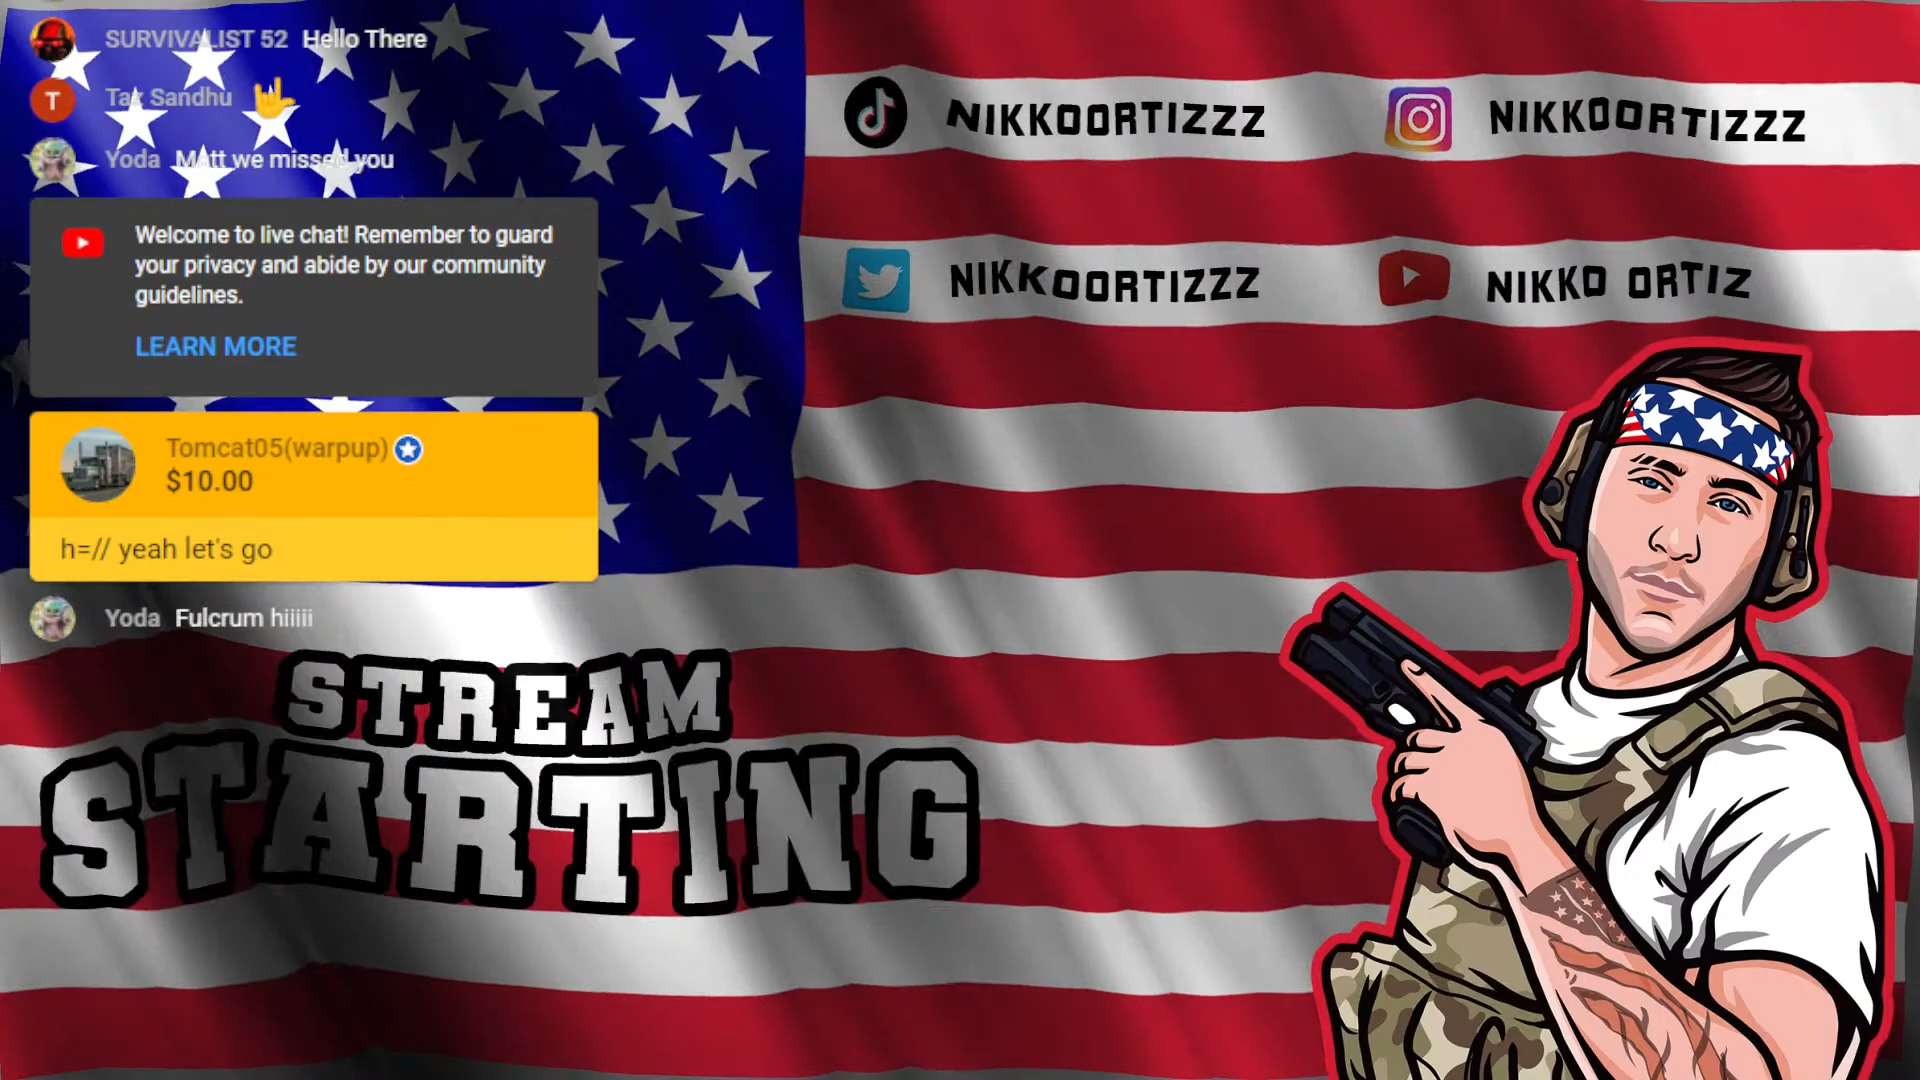 SURVIVALIST 52 Hello There
T Taz Sandhu
Yoda Matt we missed you
Welcome to live chat! Remember to guard
your privacy and abide by our community
guidelines.
LEARN MORE
Tomcat05(warpup)
$10.00
h=// yeah let's go
Yoda Fulcrum hiiiii
NIKKOORTIZZZ
NIKKOORTIZZZ
NIKKOORTIZZZ
NIKKO ORTIZ
STREAM
STARTING